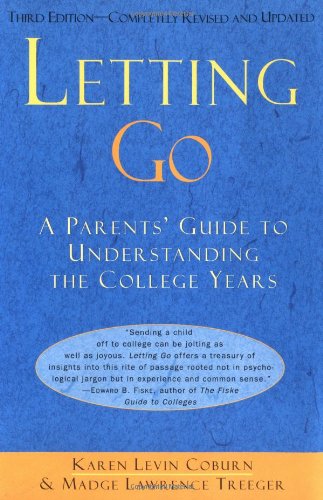 Third Edition—Completely Revised and Updated
Letting
Go
A Parents' Guide to
Understanding
the College Years
"Sending a child
off to college can be jolting as
well as joyous. Letting Go offers a treasury of
insights into this rite of passage rooted not in psycho-
logical jargon but in experience and common sense."
—Edward B. Fiske, author of The Fiske
Guide to Colleges
Karen Levin Coburn
& Madge Lawrence Treeger